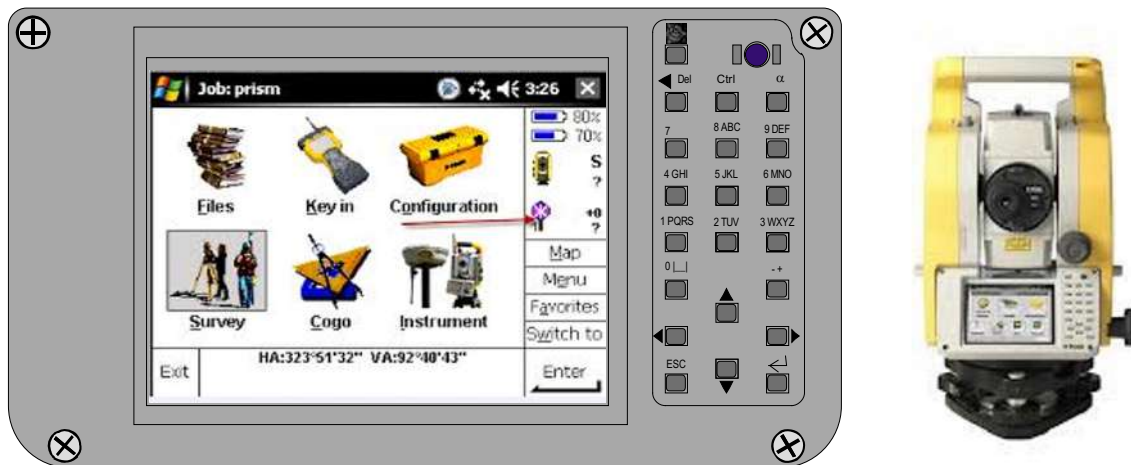 Job: prism
3:26
80%
70%
S
?
+0
?
Files
Key in
Configuration
Map
Menu
Favorites
Survey
Cogo
Instrument
Switch to
Exit
HA:323°51'32" VA:92°40'43"
Enter
Del
Ctrl
α
7
8 ABC
9 DEF
4 GHI
5 JKL
6 MNO
1 PQRS
2 TUV
3 WXYZ
0
- +
ESC